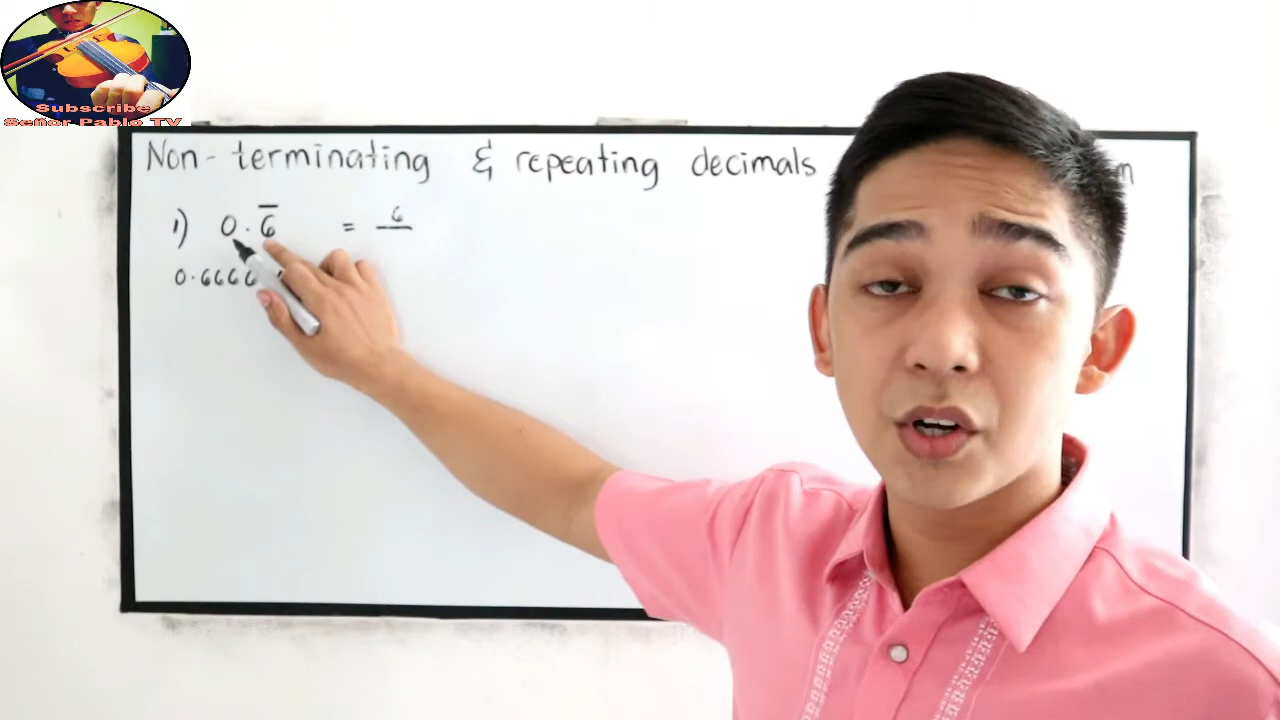 Subscribe
Señor Pablo TV
Non-terminating & repeating decimals
1) 0.6̅ = 6
0.6666